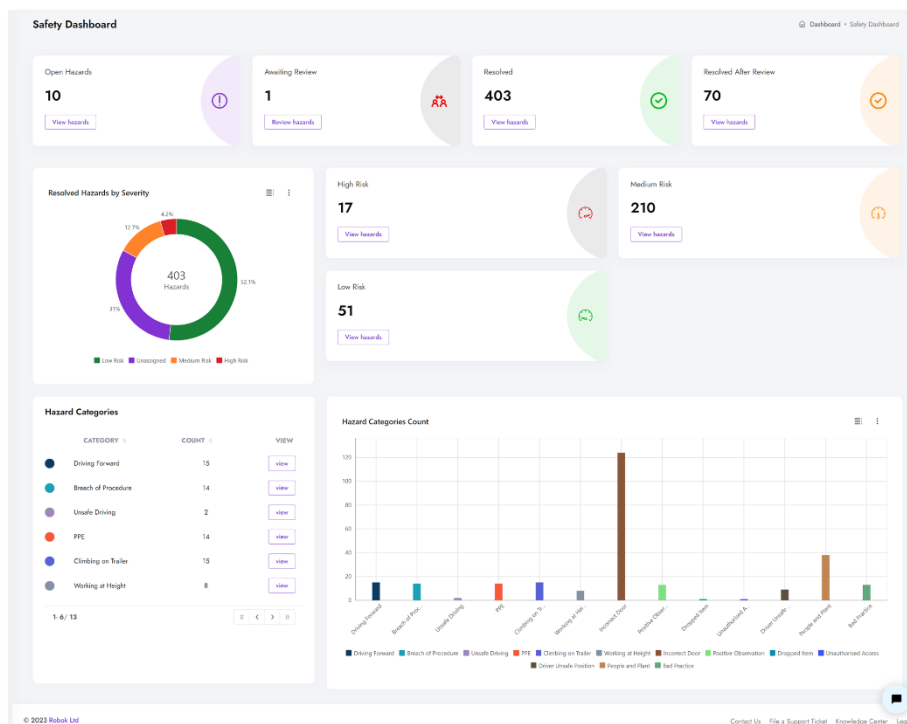 Safety Dashboard
Dashboard • Safety Dashboard
Open Hazards
10
View hazards
Awaiting Review
1
Review hazards
Resolved
403
View hazards
Resolved After Review
70
View hazards
Resolved Hazards by Severity
4.2%
12.7%
403
Hazards
52.1%
31%
Low Risk Unassigned Medium Risk High Risk
High Risk
17
View hazards
Medium Risk
210
View hazards
Low Risk
51
View hazards
Hazard Categories
CATEGORY COUNT VIEW
Driving Forward 15 view
Breach of Procedure 14 view
Unsafe Driving 2 view
PPE 14 view
Climbing on Trailer 15 view
Working at Height 8 view
1-6/ 13
Hazard Categories Count
120
100
80
60
40
20
0
Driving Forward
Breach of Proc...
Unsafe Driving
PPE
Climbing on Tr...
Working at Hei...
Incorrect Door
Positive Obser...
Dropped Item
Unauthorised A...
Driver Unsafe ...
People and Plant
Bad Practice
Driving Forward Breach of Procedure Unsafe Driving PPE Climbing on Trailer Working at Height Incorrect Door Positive Observation Dropped Item Unauthorised Access
Driver Unsafe Position People and Plant Bad Practice
© 2023 Robok Ltd
Contact Us File a Support Ticket Knowledge Center